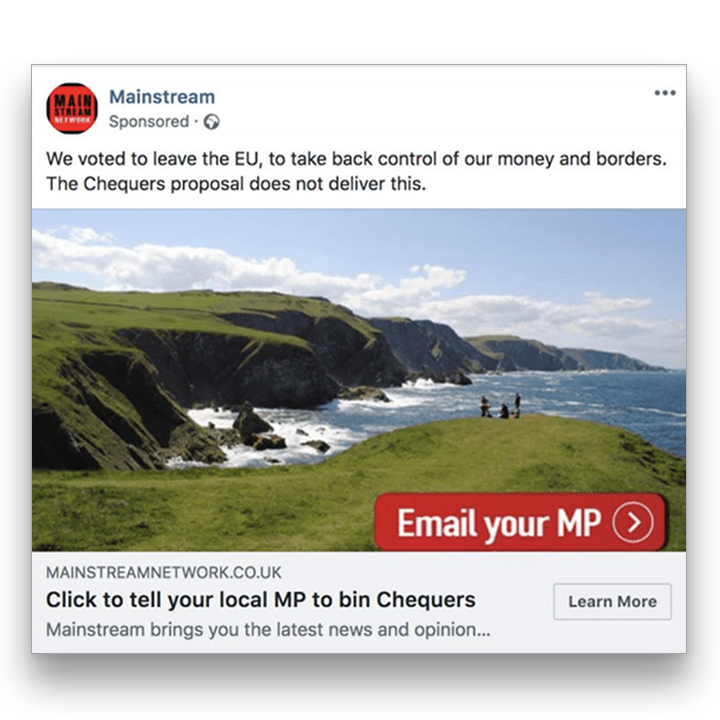 MAIN
STREAM
NETWORK
Mainstream
Sponsored ·
We voted to leave the EU, to take back control of our money and borders.
The Chequers proposal does not deliver this.
Email your MP
MAINSTREAMNETWORK.CO.UK
Click to tell your local MP to bin Chequers
Learn More
Mainstream brings you the latest news and opinion...